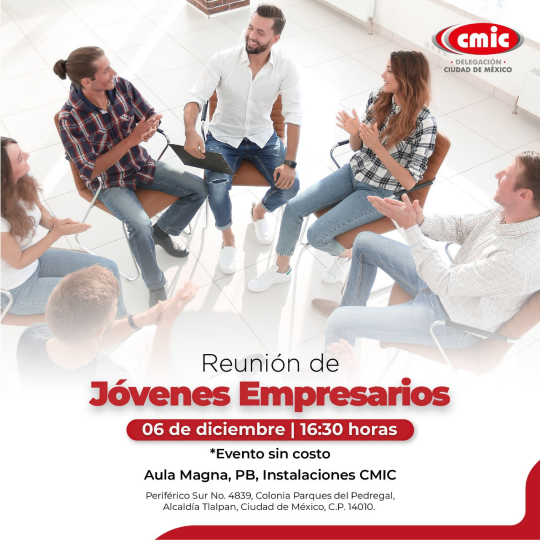 cmic
• DELEGACIÓN •
CIUDAD DE MÉXICO
Reunión de
Jóvenes Empresarios
06 de diciembre | 16:30 horas
*Evento sin costo
Aula Magna, PB, Instalaciones CMIC
Periférico Sur No. 4839, Colonia Parques del Pedregal,
Alcaldía Tlalpan, Ciudad de México, C.P. 14010.